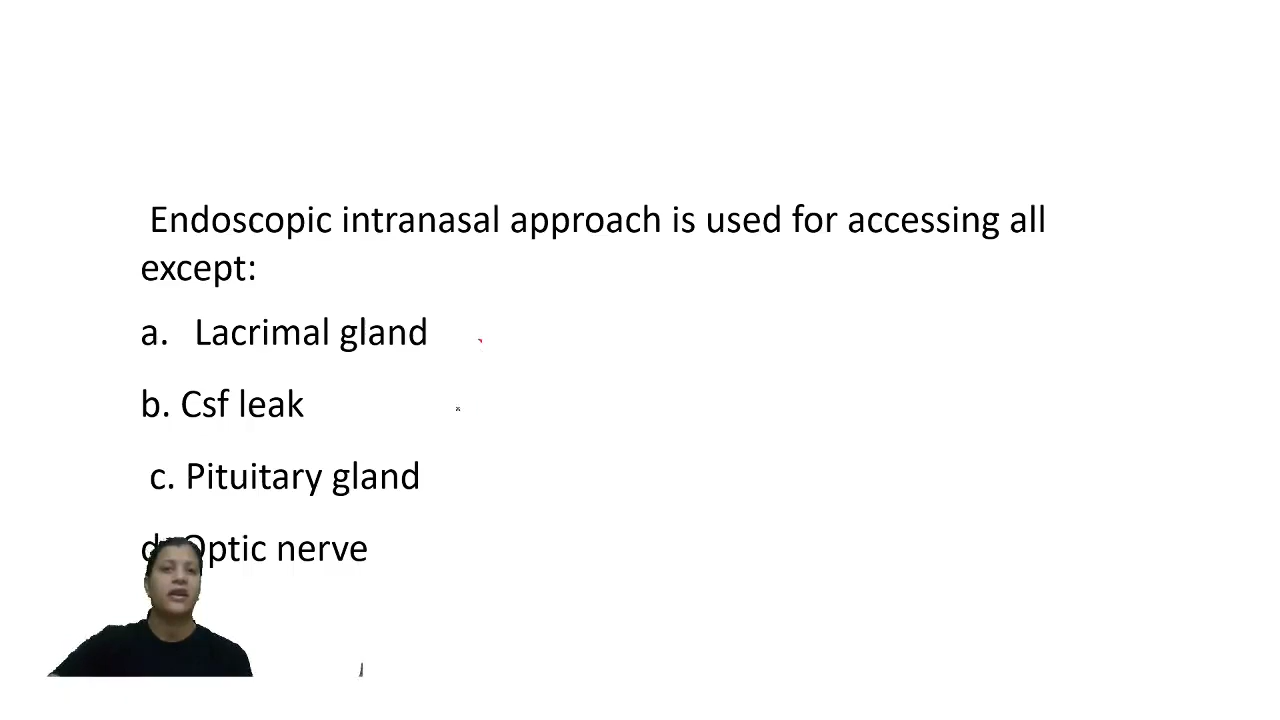 Endoscopic intranasal approach is used for accessing all
except:
a. Lacrimal gland
b. Csf leak
c. Pituitary gland
d. Optic nerve